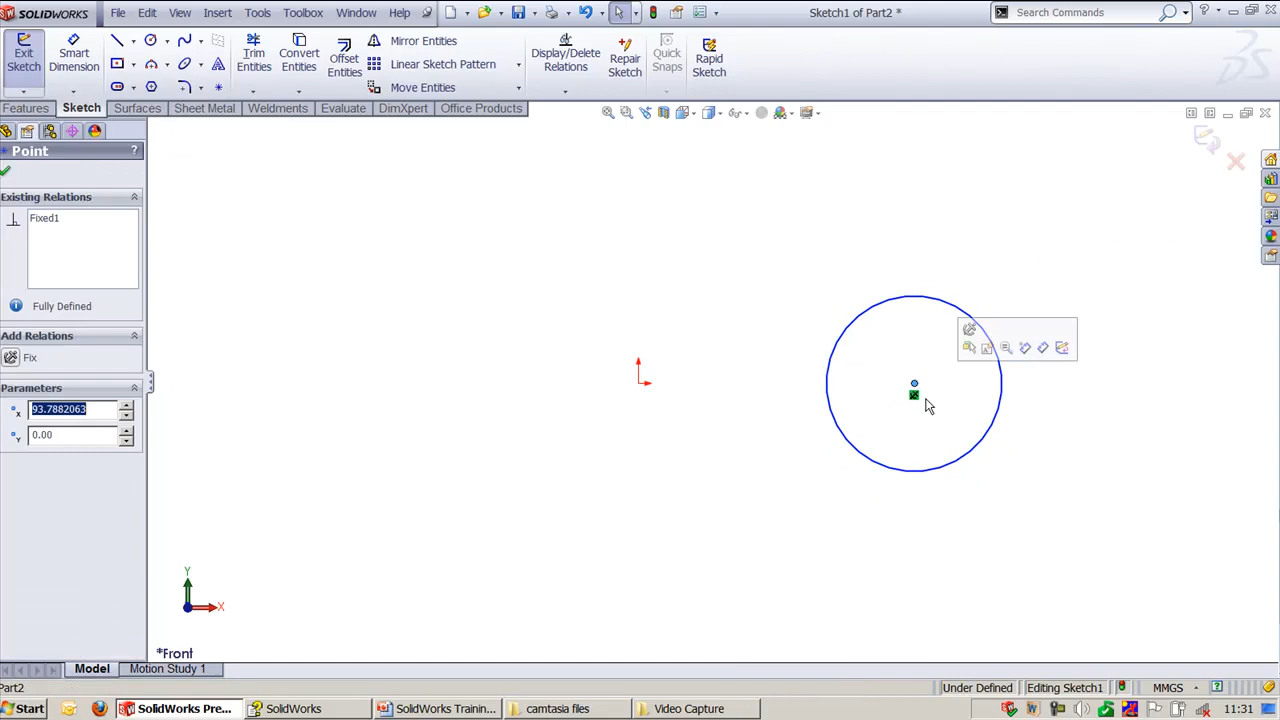 SOLIDWORKS File Edit View Insert Tools Toolbox Window Help Sketch1 of Part2 * Search Commands
Exit Sketch Smart Dimension Trim Entities Convert Entities Offset Entities Mirror Entities Linear Sketch Pattern Move Entities Display/Delete Relations Repair Sketch Quick Snaps Rapid Sketch
Features Sketch Surfaces Sheet Metal Weldments Evaluate DimXpert Office Products
Point ?
Existing Relations
Fixed1
Fully Defined
Add Relations
Fix
Parameters
x 93.7882063
Y 0.00
Y
X
*Front
Model Motion Study 1
Part2 Under Defined Editing Sketch1 MMGS
Start SolidWorks Pre... SolidWorks SolidWorks Trainin... camtasia files Video Capture 11:31